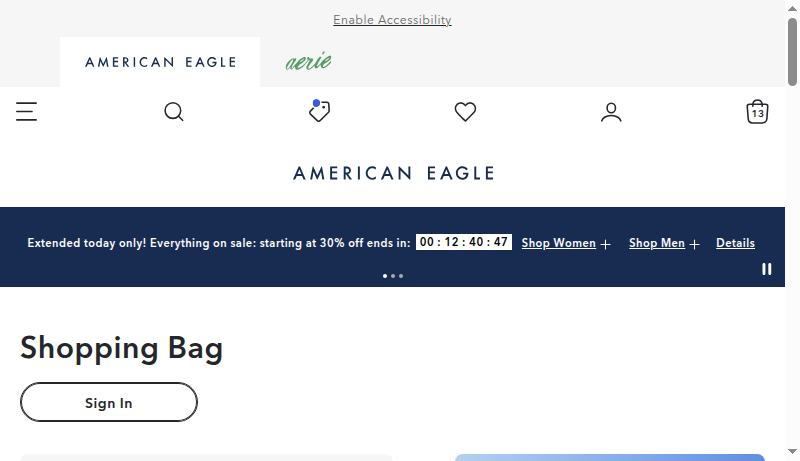 Enable Accessibility
AMERICAN EAGLE
aerie
13
AMERICAN EAGLE
Extended today only! Everything on sale: starting at 30% off ends in: 00 : 12 : 40 : 47 Shop Women + Shop Men + Details
Shopping Bag
Sign In